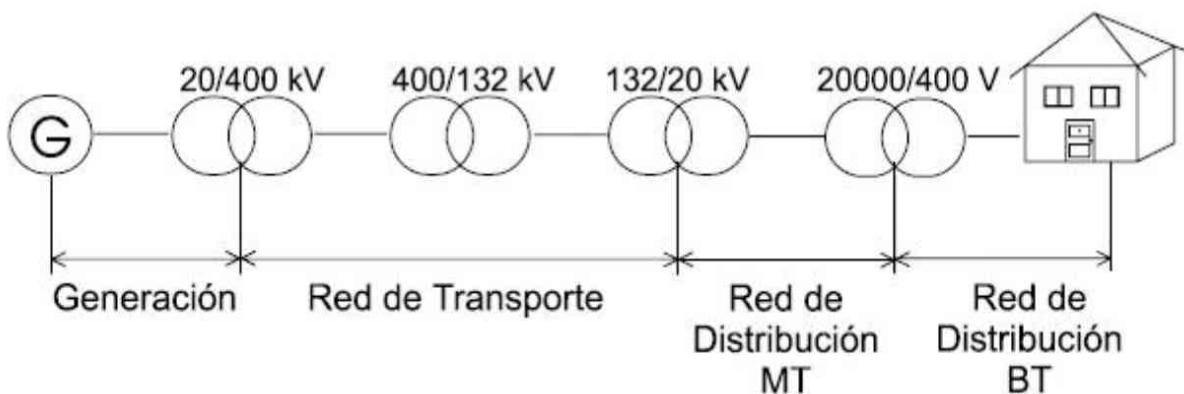 20/400 kV
400/132 kV
132/20 kV
20000/400 V
G
Generación
Red de Transporte
Red de
Distribución
MT
Red de
Distribución
BT